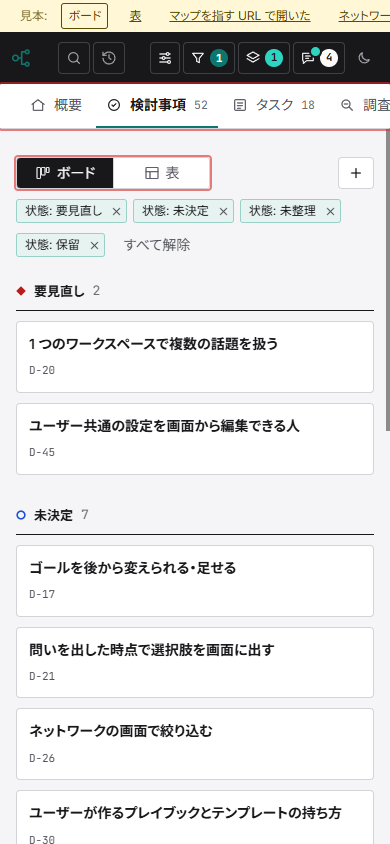 見本: ボード 表 マップを指す URL で開いた ネットワー
1 1 4
概要 検討事項 52 タスク 18 調査
ボード 表
状態: 要見直し × 状態: 未決定 × 状態: 未整理 ×
状態: 保留 × すべて解除
要見直し 2
1 つのワークスペースで複数の話題を扱う
D-20
ユーザー共通の設定を画面から編集できる人
D-45
未決定 7
ゴールを後から変えられる・足せる
D-17
問いを出した時点で選択肢を画面に出す
D-21
ネットワークの画面で絞り込む
D-26
ユーザーが作るプレイブックとテンプレートの持ち方
D-30